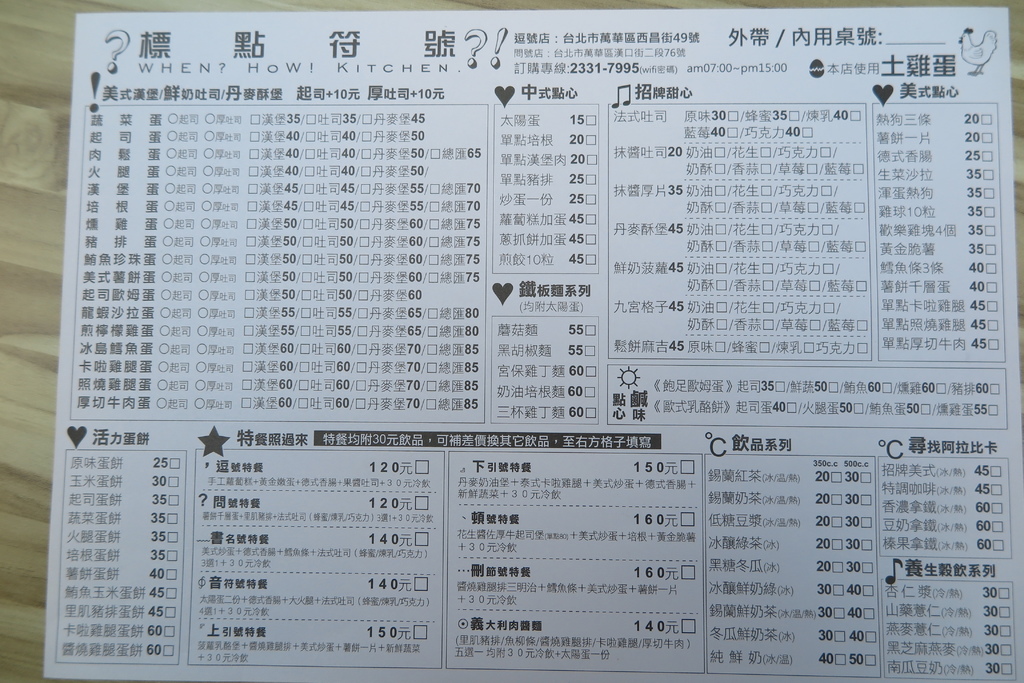 ? 標點符號 ?!
WHEN? HOW! KITCHEN.
逗號店：台北市萬華區西昌街49號
問號店：台北市萬華區漢口街二段76號
訂購專線:2331-7995(wifi密碼) am07:00~pm15:00
外帶 / 內用桌號:______
本店使用土雞蛋
美式漢堡/鮮奶吐司/丹麥酥堡 起司+10元 厚吐司+10元
蔬菜蛋 ○起司 ○厚吐司 □漢堡35/□吐司35/□丹麥堡45
起司蛋 ○起司 ○厚吐司 □漢堡40/□吐司40/□丹麥堡50
肉鬆蛋 ○起司 ○厚吐司 □漢堡40/□吐司40/□丹麥堡50/□總匯65
火腿蛋 ○起司 ○厚吐司 □漢堡40/□吐司40/□丹麥堡50/
漢堡蛋 ○起司 ○厚吐司 □漢堡45/□吐司45/□丹麥堡55/□總匯70
培根蛋 ○起司 ○厚吐司 □漢堡45/□吐司45/□丹麥堡55/□總匯70
燻雞蛋 ○起司 ○厚吐司 □漢堡50/□吐司50/□丹麥堡60/□總匯75
豬排蛋 ○起司 ○厚吐司 □漢堡50/□吐司50/□丹麥堡60/□總匯75
鮪魚珍珠蛋 ○起司 ○厚吐司 □漢堡50/□吐司50/□丹麥堡60/□總匯75
美式薯餅蛋 ○起司 ○厚吐司 □漢堡50/□吐司50/□丹麥堡60/□總匯75
起司歐姆蛋 ○起司 ○厚吐司 □漢堡50/□吐司50/□丹麥堡60
龍蝦沙拉蛋 ○起司 ○厚吐司 □漢堡55/□吐司55/□丹麥堡65/□總匯80
煎檸檬雞蛋 ○起司 ○厚吐司 □漢堡55/□吐司55/□丹麥堡65/□總匯80
冰島鱈魚蛋 ○起司 ○厚吐司 □漢堡60/□吐司60/□丹麥堡70/□總匯85
卡啦雞腿蛋 ○起司 ○厚吐司 □漢堡60/□吐司60/□丹麥堡70/□總匯85
照燒雞腿蛋 ○起司 ○厚吐司 □漢堡60/□吐司60/□丹麥堡70/□總匯85
厚切牛肉蛋 ○起司 ○厚吐司 □漢堡60/□吐司60/□丹麥堡70/□總匯85
中式點心
太陽蛋 15□
單點培根 20□
單點漢堡肉 20□
單點豬排 25□
炒蛋一份 25□
蘿蔔糕加蛋 45□
蔥抓餅加蛋 45□
煎餃10粒 45□
鐵板麵系列
(均附太陽蛋)
蘑菇麵 55□
黑胡椒麵 55□
宮保雞丁麵 60□
奶油培根麵 60□
三杯雞丁麵 60□
招牌甜心
法式吐司 原味30□/蜂蜜35□/煉乳40□
藍莓40□/巧克力40□
抹醬吐司20 奶油□/花生□/巧克力□/
奶酥□/香蒜□/草莓□/藍莓□
抹醬厚片35 奶油□/花生□/巧克力□/
奶酥□/香蒜□/草莓□/藍莓□
丹麥酥堡45 奶油□/花生□/巧克力□/
奶酥□/香蒜□/草莓□/藍莓□
鮮奶菠蘿45 奶油□/花生□/巧克力□/
奶酥□/香蒜□/草莓□/藍莓□
九宮格子45 奶油□/花生□/巧克力□/
奶酥□/香蒜□/草莓□/藍莓□
鬆餅麻吉45 原味□/蜂蜜□/煉乳□巧克力□
美式點心
熱狗三條 20□
薯餅一片 20□
德式香腸 25□
生菜沙拉 35□
渾蛋熱狗 35□
雞球10粒 35□
歡樂雞塊4個 35□
黃金脆薯 35□
鱈魚條3條 40□
薯餅千層蛋 40□
單點卡啦雞腿 45□
單點照燒雞腿 45□
單點厚切牛肉 45□
鹹味點心
《飽足歐姆蛋》起司35□/鮮蔬50□/鮪魚60□/燻雞60□/豬排60□
《歐式乳酪餅》起司蛋40□/火腿蛋50□/鮪魚蛋50□/燻雞蛋55□
活力蛋餅
原味蛋餅 25□
玉米蛋餅 30□
起司蛋餅 35□
蔬菜蛋餅 35□
火腿蛋餅 35□
培根蛋餅 35□
薯餅蛋餅 40□
鮪魚玉米蛋餅 45□
里肌豬排蛋餅 45□
卡啦雞腿蛋餅 60□
醬燒雞腿蛋餅 60□
特餐照過來 特餐均附30元飲品，可補差價換其它飲品，至右方格子填寫
，逗號特餐 120元□
手工蘿蔔糕+黃金嫩蛋+德式香腸+果醬吐司+３０元冷飲
？問號特餐 120元□
薯餅千層蛋+里肌豬排+法式吐司（蜂蜜/煉乳/巧克力）3選1+３０元冷飲
﹏書名號特餐 140元□
美式炒蛋+德式香腸+鱈魚條+法式吐司（蜂蜜/煉乳/巧克力）
3選1+３０元冷飲
音符號特餐 140元□
太陽蛋二份+德式香腸+大火腿+法式吐司（蜂蜜/煉乳/巧克力）
4選1+３０元冷飲
上引號特餐 150元□
菠蘿乳酪堡+醬燒雞腿排+美式炒蛋+薯餅一片+新鮮蔬菜
+３０元冷飲
下引號特餐 150元□
丹麥奶油堡+泰式卡啦雞腿+美式炒蛋+德式香腸+
新鮮蔬菜+３０元冷飲
、頓號特餐 160元□
花生醬佐厚牛起司堡(單點80)+美式炒蛋+培根+黃金脆薯
+３０元冷飲
…刪節號特餐 160元□
醬燒雞腿排三明治+鱈魚條+美式炒蛋+薯餅一片
+３０元冷飲
⊙義大利肉醬麵 140元□
(里肌豬排/魚柳條/醬燒雞腿排/卡啦雞腿/厚切牛肉)
五選一 均附３０元冷飲+太陽蛋一份
℃飲品系列
350c.c 500c.c
錫蘭紅茶(冰/溫/熱) 20□30□
錫蘭奶茶(冰/溫/熱) 20□30□
低糖豆漿(冰/溫/熱) 20□30□
冰釀綠茶(冰) 20□30□
黑糖冬瓜(冰) 20□30□
冰釀鮮奶綠(冰) 30□40□
錫蘭鮮奶茶(冰/溫/熱) 30□40□
冬瓜鮮奶茶(冰) 30□40□
純鮮奶(冰/溫) 40□50□
℃尋找阿拉比卡
招牌美式(冰/熱) 45□
特調咖啡(冰/熱) 45□
香濃拿鐵(冰/熱) 60□
豆奶拿鐵(冰/熱) 60□
榛果拿鐵(冰/熱) 60□
養生穀飲系列
杏仁漿(冷/熱) 30□
山藥薏仁(冷/熱) 30□
燕麥薏仁(冷/熱) 30□
黑芝麻燕麥(冷/熱) 30□
南瓜豆奶(冷/熱) 30□